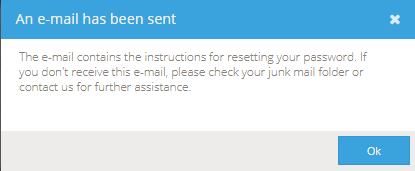 An e-mail has been sent
The e-mail contains the instructions for resetting your password. If
you don't receive this e-mail, please check your junk mail folder or
contact us for further assistance.
Ok